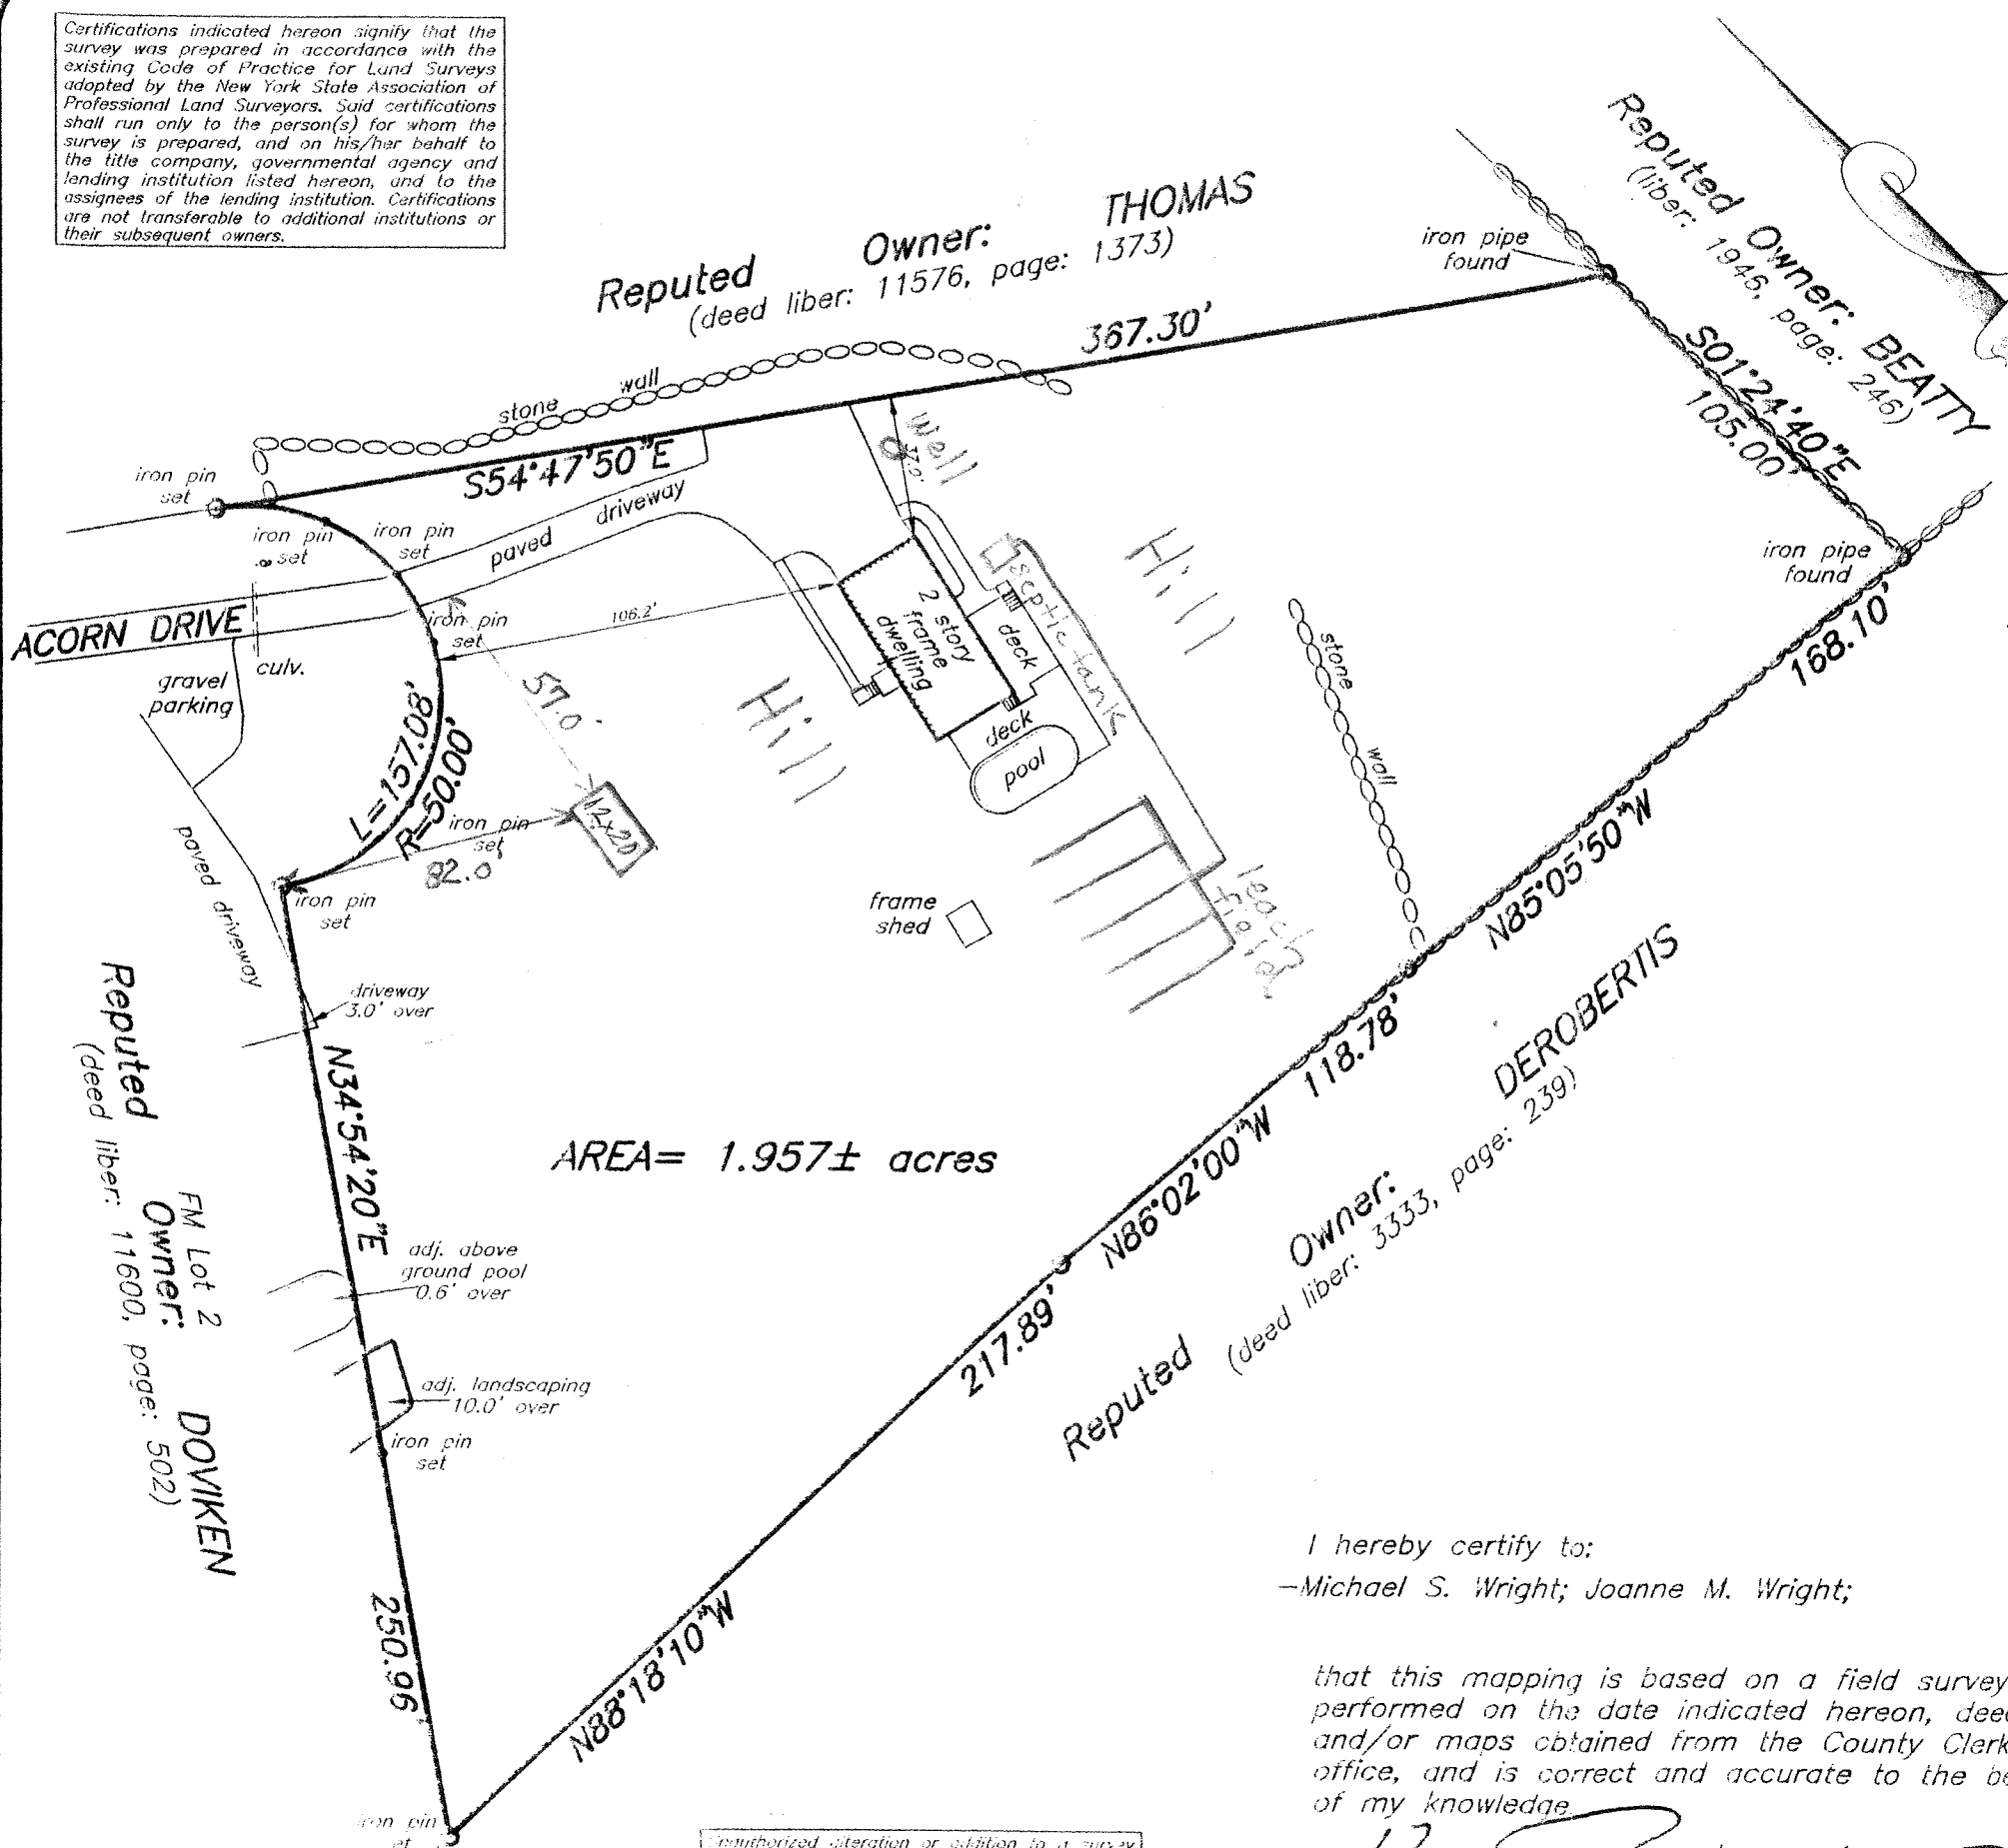 Certifications indicated hereon signify that the
survey was prepared in accordance with the
existing Code of Practice for Land Surveys
adopted by the New York State Association of
Professional Land Surveyors. Said certifications
shall run only to the person(s) for whom the
survey is prepared, and on his/her behalf to
the title company, governmental agency and
lending institution listed hereon, and to the
assignees of the lending institution. Certifications
are not transferable to additional institutions or
their subsequent owners.
Reputed Owner: THOMAS
(deed liber: 11576, page: 1373)
Reputed Owner: BEATTY
(liber: 1946, page: 246)
iron pipe
found
367.30'
S01°24'40"E
105.00'
stone wall
S54°47'50"E
iron pin
set
iron pin
set
iron pin
set
paved driveway
Well
septic tank
Hill
iron pipe
found
168.10'
ACORN DRIVE
culv.
gravel
parking
iron pin
set
106.2'
2 story
frame
dwelling
deck
deck
pool
stone wall
57.0'
Hill
L=157.08'
R=50.00'
iron pin
set
82.0'
12x20
paved driveway
iron pin
set
frame
shed
leach
field
N85°05'50"W
driveway
3.0' over
118.78'
DEROBERTIS
Reputed Owner:
(deed liber: 3333, page: 239)
N34°54'20"E
AREA= 1.957± acres
N86°02'00"W
Reputed Owner: DOVIKEN
(deed liber: 11600, page: 502)
FM Lot 2
adj. above
ground pool
0.6' over
217.89'
adj. landscaping
10.0' over
iron pin
set
250.96'
N88°18'10"W
iron pin
I hereby certify to:
-Michael S. Wright; Joanne M. Wright;
that this mapping is based on a field survey
performed on the date indicated hereon,
and/or maps obtained from the County Clerk
office, and is correct and accurate to the
of my knowledge
Unauthorized alteration or addition to a survey